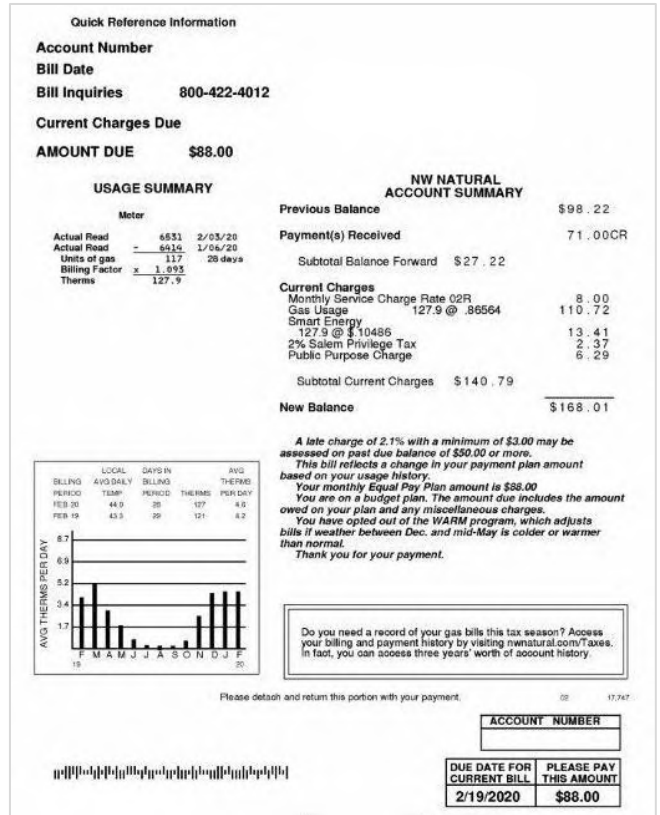 Quick Reference Information
Account Number
Bill Date
Bill Inquiries 800-422-4012
Current Charges Due
AMOUNT DUE $88.00
USAGE SUMMARY
Meter
Actual Read 6531 2/03/20
Actual Read - 6414 1/06/20
Units of gas 117 28 days
Billing Factor x 1.093
Therms 127.9
NW NATURAL
ACCOUNT SUMMARY
Previous Balance $98.22
Payment(s) Received 71.00CR
Subtotal Balance Forward $27.22
Current Charges
Monthly Service Charge Rate 02R 8.00
Gas Usage 127.9 @ .86564 110.72
Smart Energy
127.9 @ $.10486 13.41
2% Salem Privilege Tax 2.37
Public Purpose Charge 6.29
Subtotal Current Charges $140.79
New Balance $168.01
A late charge of 2.1% with a minimum of $3.00 may be
assessed on past due balance of $50.00 or more.
This bill reflects a change in your payment plan amount
based on your usage history.
Your monthly Equal Pay Plan amount is $88.00
You are on a budget plan. The amount due includes the amount
owed on your plan and any miscellaneous charges.
You have opted out of the WARM program, which adjusts
bills if weather between Dec. and mid-May is colder or warmer
than normal.
Thank you for your payment.
LOCAL DAYS IN AVG
BILLING AVG DAILY BILLING THERMS
PERIOD TEMP PERIOD THERMS PER DAY
FEB 20 44.0 28 127 4.6
FEB 19 43.3 29 121 4.2
AVG THERMS PER DAY
8.7
6.9
5.2
3.4
1.7
F M A M J J A S O N D J F
19 20
Do you need a record of your gas bills this tax season? Access
your billing and payment history by visiting nwnatural.com/Taxes.
In fact, you can access three years' worth of account history.
Please detach and return this portion with your payment. 02 17,747
ACCOUNT NUMBER
DUE DATE FOR
CURRENT BILL
PLEASE PAY
THIS AMOUNT
2/19/2020 $88.00